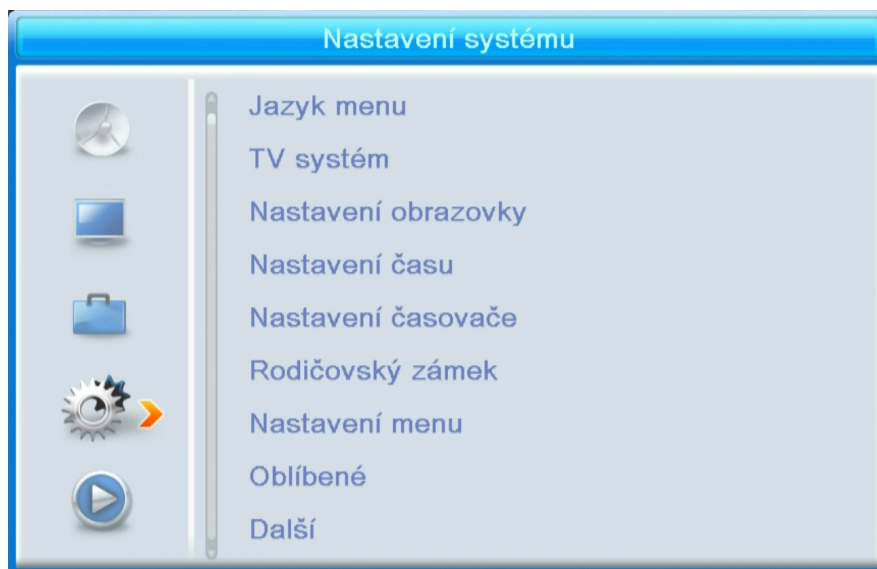 Nastavení systému
Jazyk menu
TV systém
Nastavení obrazovky
Nastavení času
Nastavení časovače
Rodičovský zámek
Nastavení menu
Oblíbené
Další